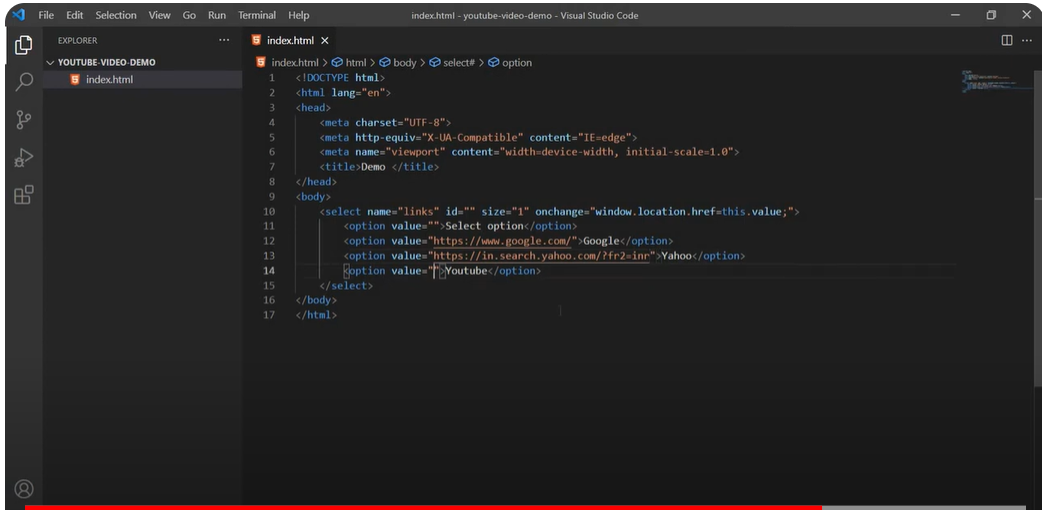 File Edit Selection View Go Run Terminal Help index.html - youtube-video-demo - Visual Studio Code
EXPLORER ··· index.html
YOUTUBE-VIDEO-DEMO
index.html
index.html > html > body > select# > option
1 <!DOCTYPE html>
2 <html lang="en">
3 <head>
4 <meta charset="UTF-8">
5 <meta http-equiv="X-UA-Compatible" content="IE=edge">
6 <meta name="viewport" content="width=device-width, initial-scale=1.0">
7 <title>Demo </title>
8 </head>
9 <body>
10 <select name="links" id="" size="1" onchange="window.location.href=this.value;">
11 <option value="">Select option</option>
12 <option value="https://www.google.com/">Google</option>
13 <option value="https://in.search.yahoo.com/?fr2=inr">Yahoo</option>
14 <option value="">Youtube</option>
15 </select>
16 </body>
17 </html>